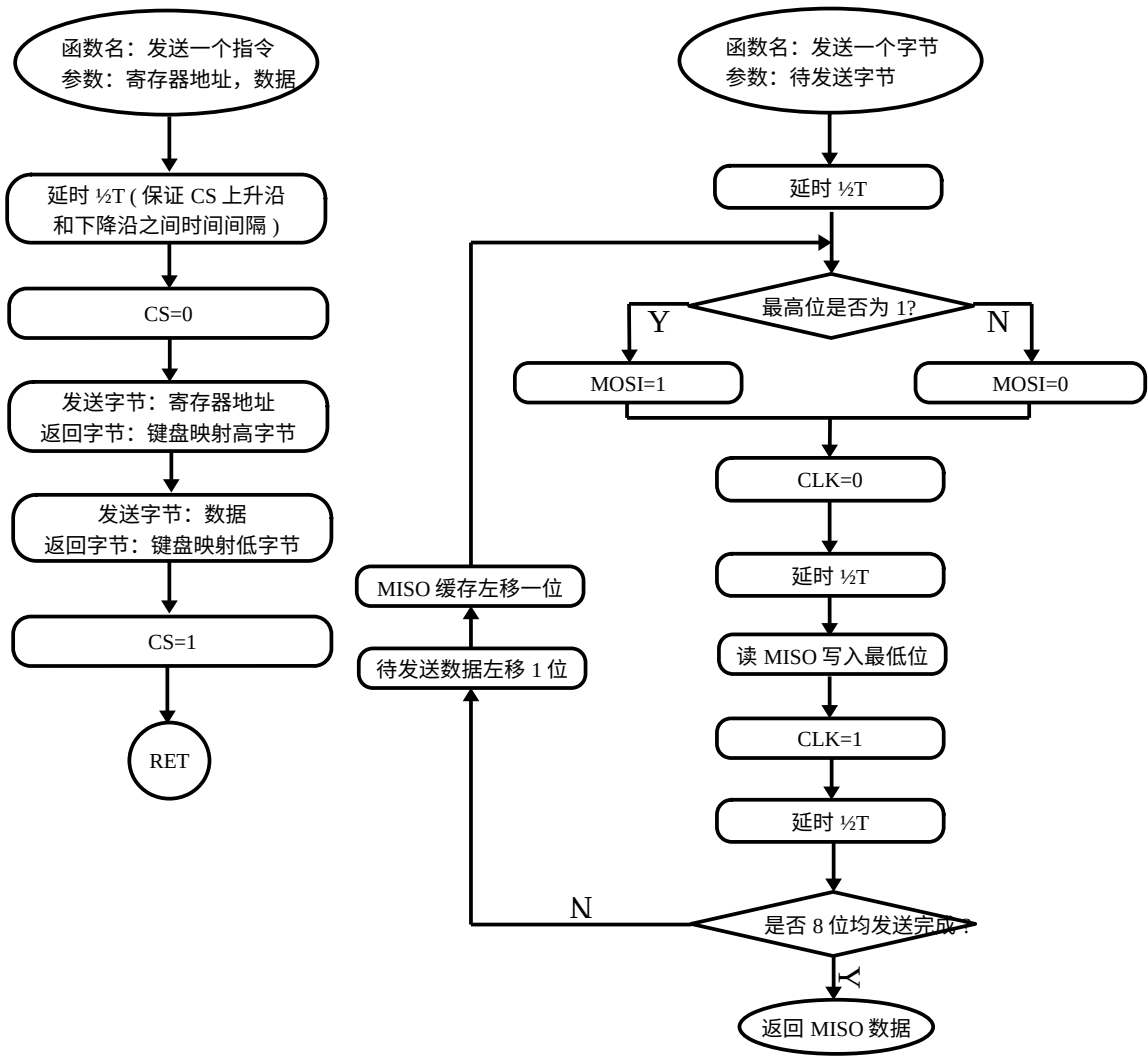 函数名：发送一个指令
参数：寄存器地址，数据
延时 ½T ( 保证 CS 上升沿
和下降沿之间时间间隔 )
CS=0
发送字节：寄存器地址
返回字节：键盘映射高字节
发送字节：数据
返回字节：键盘映射低字节
CS=1
RET
函数名：发送一个字节
参数：待发送字节
延时 ½T
最高位是否为 1?
Y
N
MOSI=1
MOSI=0
CLK=0
延时 ½T
读 MISO 写入最低位
CLK=1
延时 ½T
是否 8 位均发送完成 ?
N
待发送数据左移 1 位
MISO 缓存左移一位
Y
返回 MISO 数据